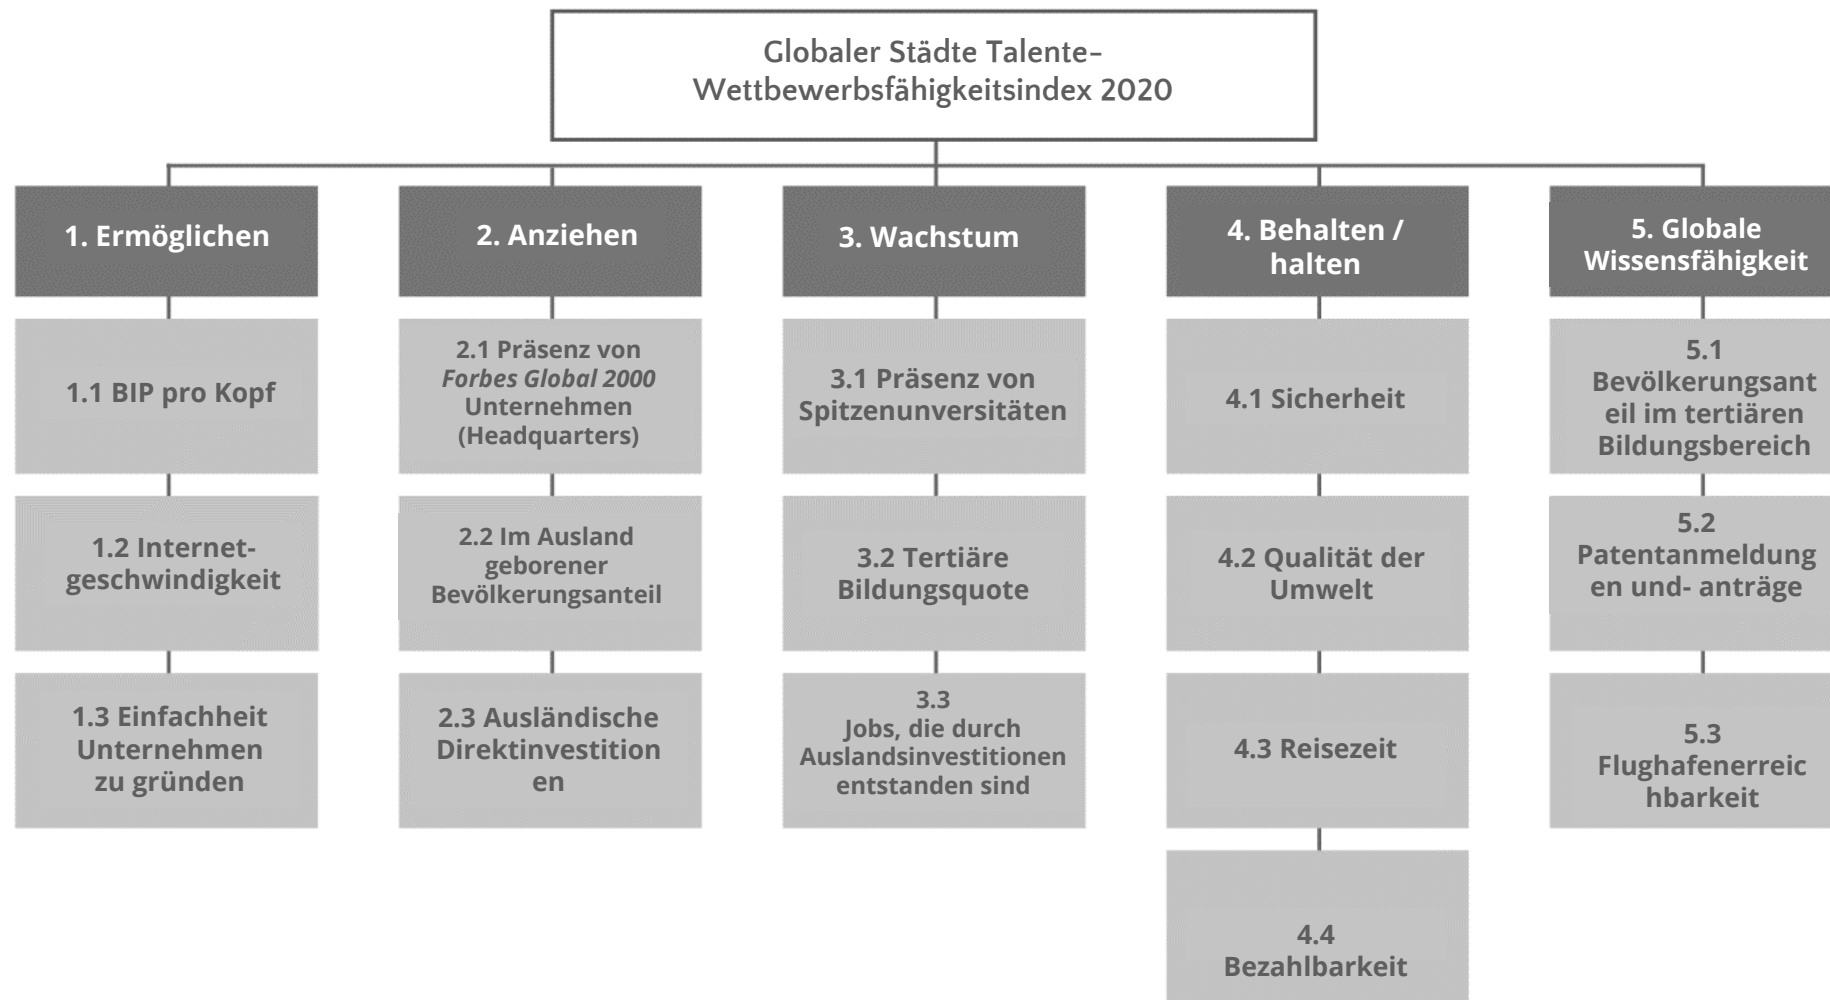 Globaler Städte Talente-
Wettbewerbsfähigkeitsindex 2020
1. Ermöglichen
1.1 BIP pro Kopf
1.2 Internet-
geschwindigkeit
1.3 Einfachheit
Unternehmen
zu gründen
2. Anziehen
2.1 Präsenz von
Forbes Global 2000
Unternehmen
(Headquarters)
2.2 Im Ausland
geborener
Bevölkerungsanteil
2.3 Ausländische
Direktinvestition
en
3. Wachstum
3.1 Präsenz von
Spitzenunversitäten
3.2 Tertiäre
Bildungsquote
3.3
Jobs, die durch
Auslandsinvestitionen
entstanden sind
4. Behalten /
halten
4.1 Sicherheit
4.2 Qualität der
Umwelt
4.3 Reisezeit
4.4
Bezahlbarkeit
5. Globale
Wissensfähigkeit
5.1
Bevölkerungsant
eil im tertiären
Bildungsbereich
5.2
Patentanmeldung
en und- anträge
5.3
Flughafenerreic
hbarkeit